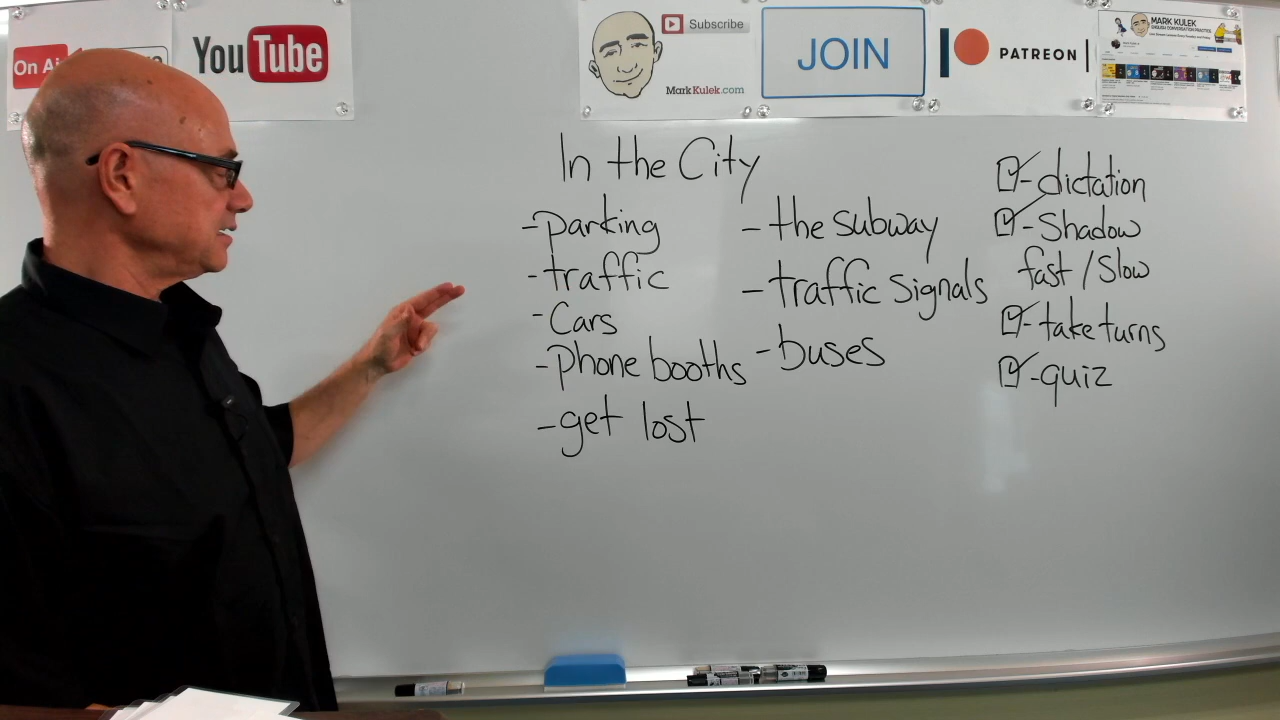 On Ai
YouTube
Subscribe
MarkKulek.com
JOIN
PATREON
MARK KULEK
ENGLISH CONVERSATION PRACTICE
In the City
- parking
- traffic
- Cars
- phone booths
- get lost
- the subway
- traffic signals
- buses
- dictation
- Shadow
fast / Slow
- take turns
- quiz